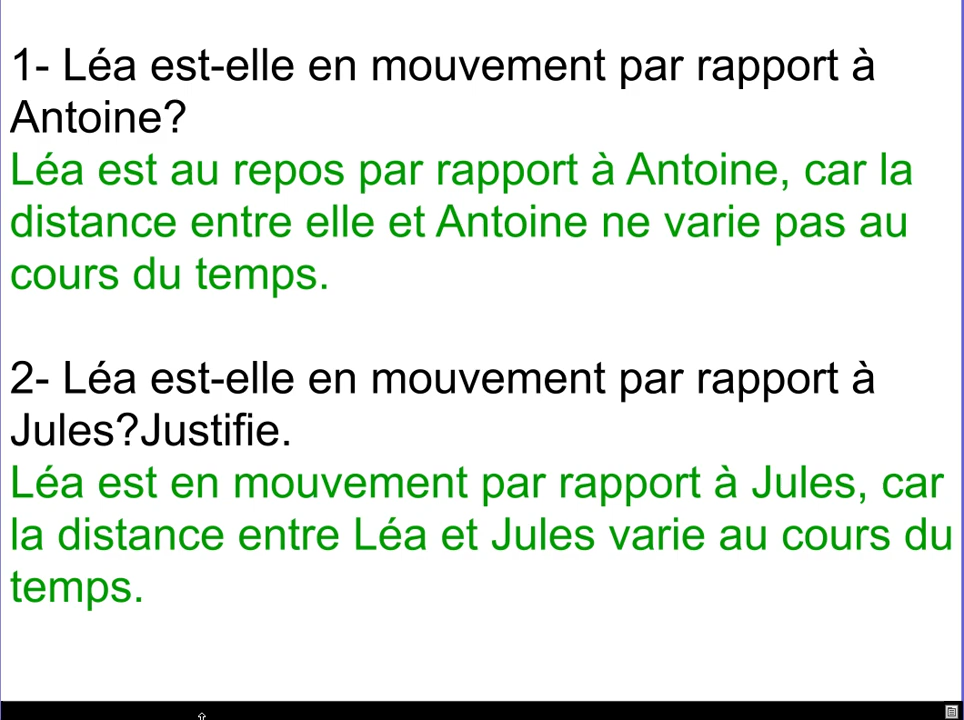 1- Léa est-elle en mouvement par rapport à
Antoine?
Léa est au repos par rapport à Antoine, car la
distance entre elle et Antoine ne varie pas au
cours du temps.
2- Léa est-elle en mouvement par rapport à
Jules?Justifie.
Léa est en mouvement par rapport à Jules, car
la distance entre Léa et Jules varie au cours du
temps.